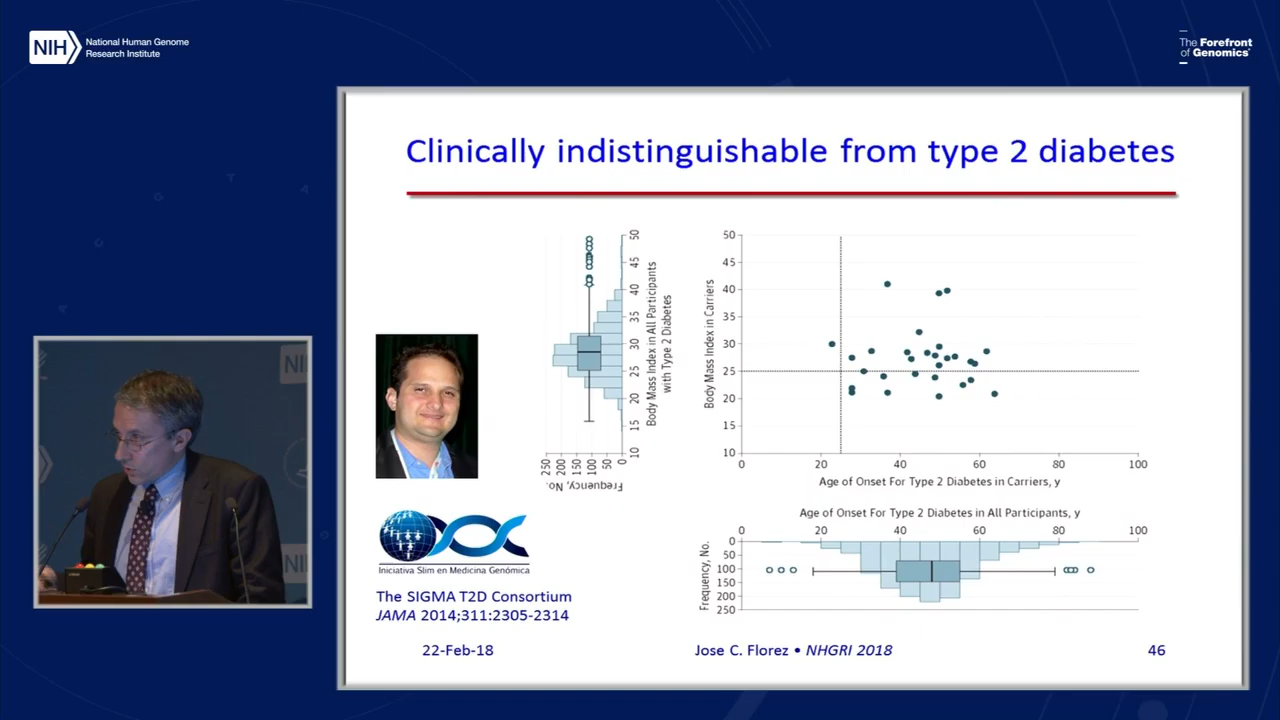 NIH
National Human Genome
Research Institute
The Forefront
of Genomics®
Clinically indistinguishable from type 2 diabetes
50
45
40
35
30
25
20
15
10
Body Mass Index in All Participants
with Type 2 Diabetes
250
200
150
100
50
0
Frequency, No.
50
45
40
35
30
25
20
15
10
Body Mass Index in Carriers
0 20 40 60 80 100
Age of Onset For Type 2 Diabetes in Carriers, y
Age of Onset For Type 2 Diabetes in All Participants, y
0 20 40 60 80 100
0
50
100
150
200
250
Frequency, No.
Iniciativa Slim en Medicina Genómica
The SIGMA T2D Consortium
JAMA 2014;311:2305-2314
22-Feb-18
Jose C. Florez • NHGRI 2018
46
NI
NI